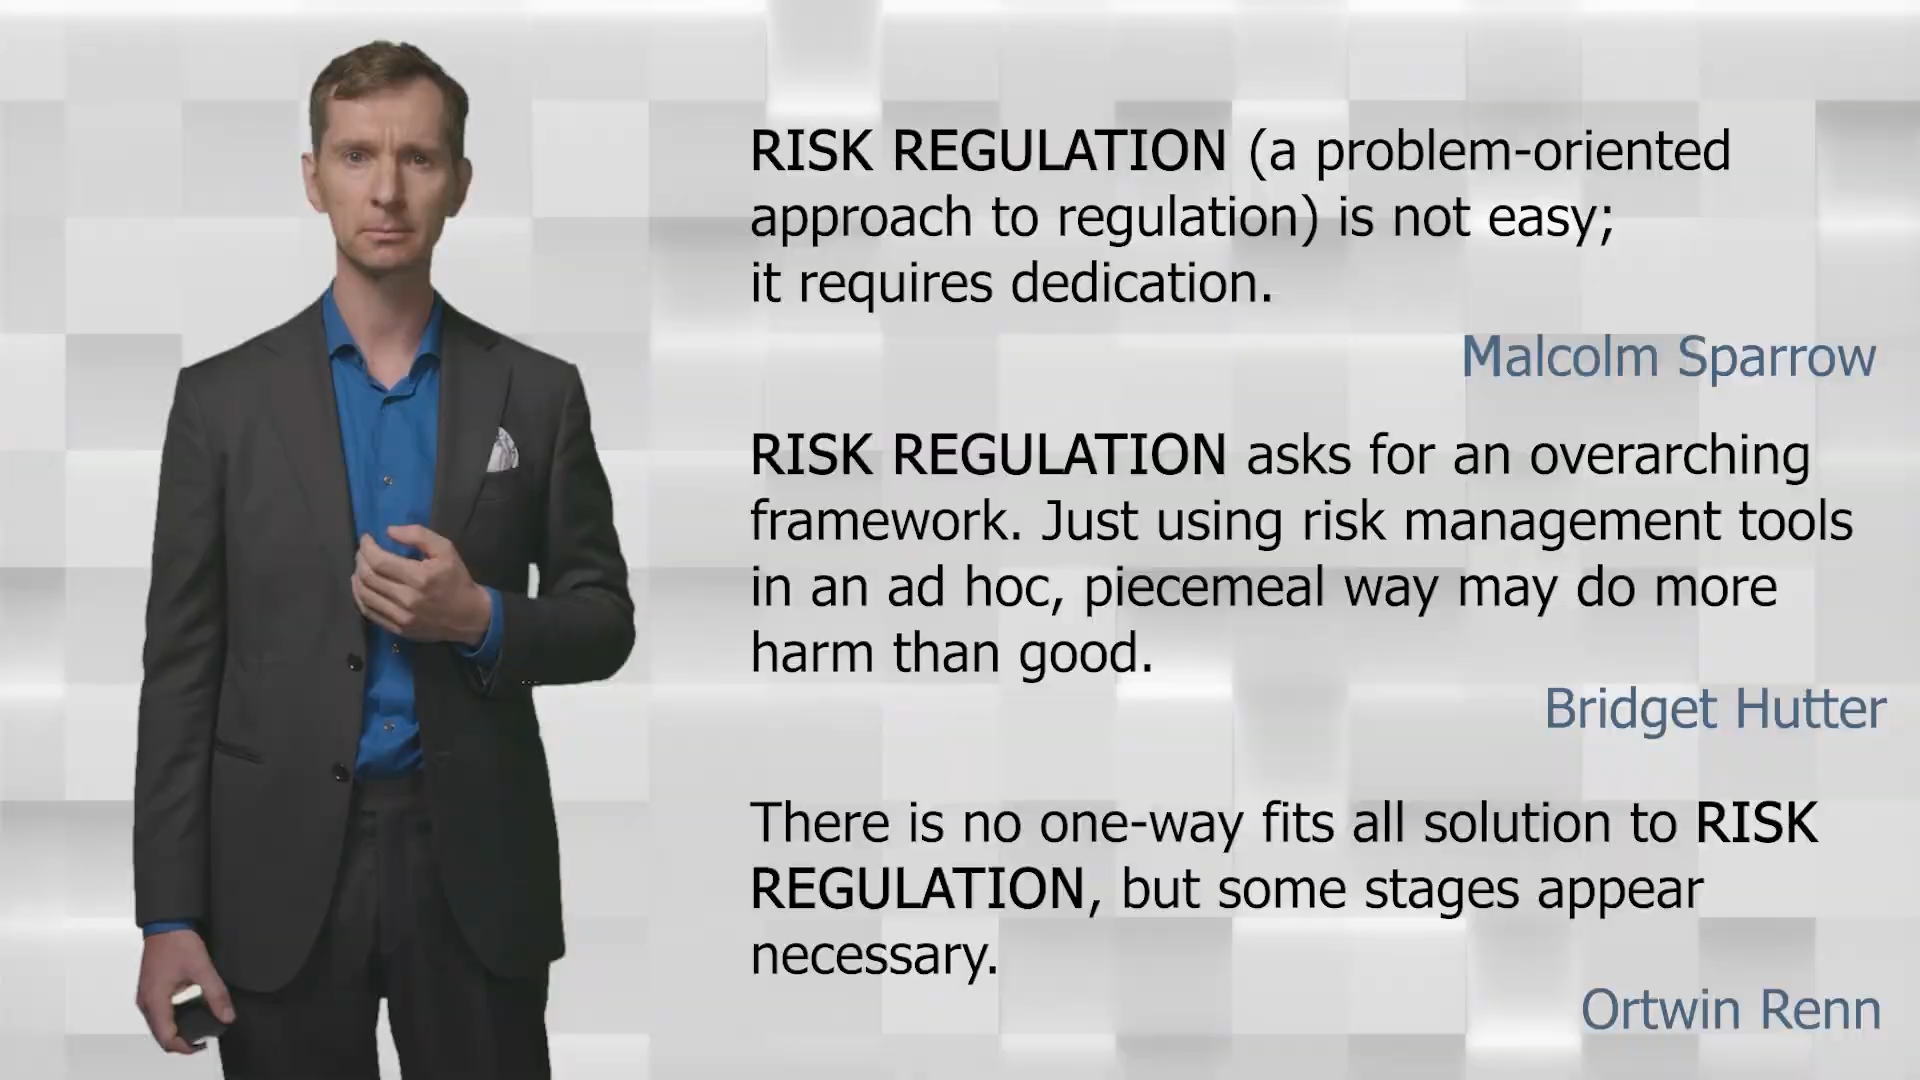 RISK REGULATION (a problem-oriented
approach to regulation) is not easy;
it requires dedication.
Malcolm Sparrow
RISK REGULATION asks for an overarching
framework. Just using risk management tools
in an ad hoc, piecemeal way may do more
harm than good.
Bridget Hutter
There is no one-way fits all solution to RISK
REGULATION, but some stages appear
necessary.
Ortwin Renn